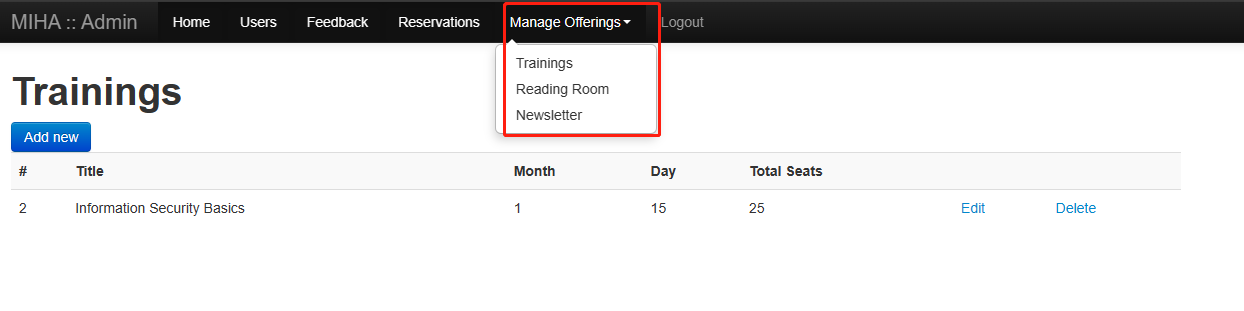 MIHA :: Admin Home Users Feedback Reservations Manage Offerings Logout
Trainings
Reading Room
Newsletter
Trainings
Add new
# Title Month Day Total Seats
2 Information Security Basics 1 15 25 Edit Delete